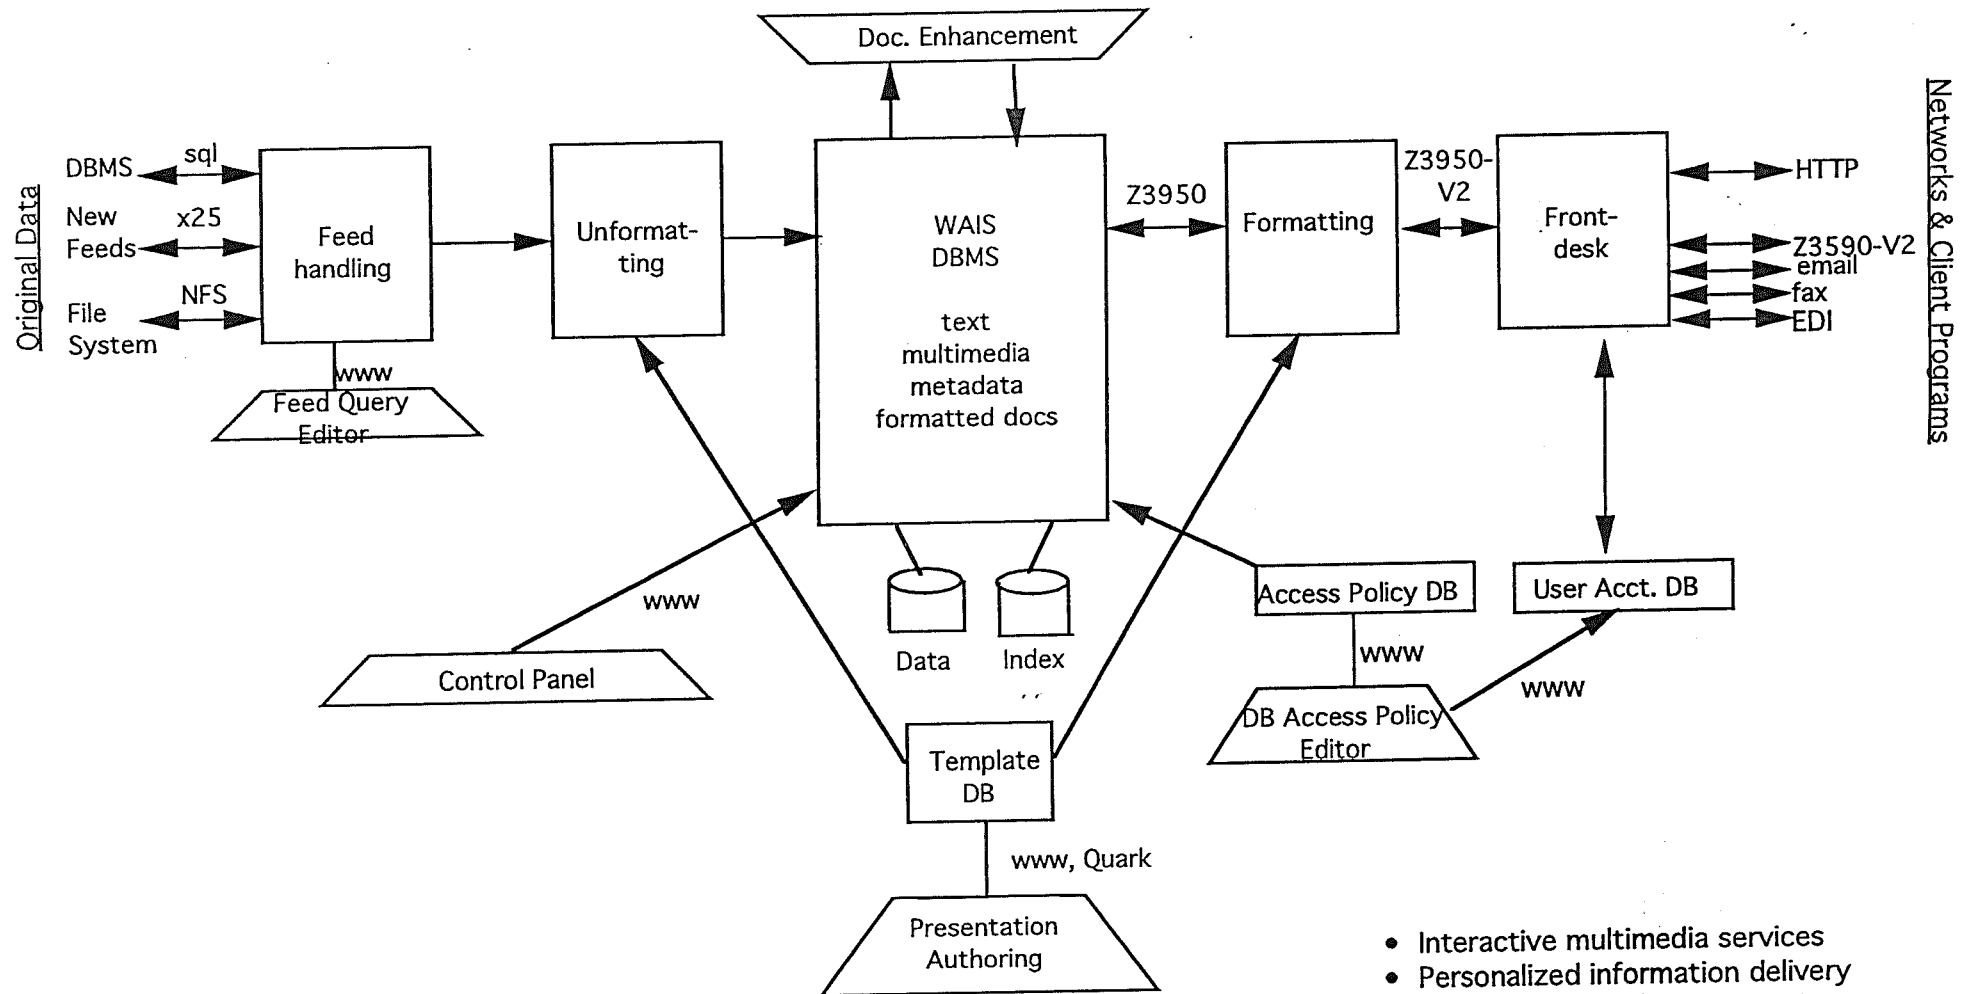 Doc. Enhancement
Original Data
DBMS
sql
New
Feeds
x25
File
System
NFS
Feed
handling
www
Feed Query
Editor
Unformat-
ting
WAIS
DBMS
text
multimedia
metadata
formatted docs
Z3950
Formatting
Z3950-
V2
Front-
desk
HTTP
Z3590-V2
email
fax
EDI
Networks & Client Programs
www
Control Panel
Data
Index
Access Policy DB
User Acct. DB
www
www
DB Access Policy
Editor
Template
DB
www, Quark
Presentation
Authoring
• Interactive multimedia services
• Personalized information delivery